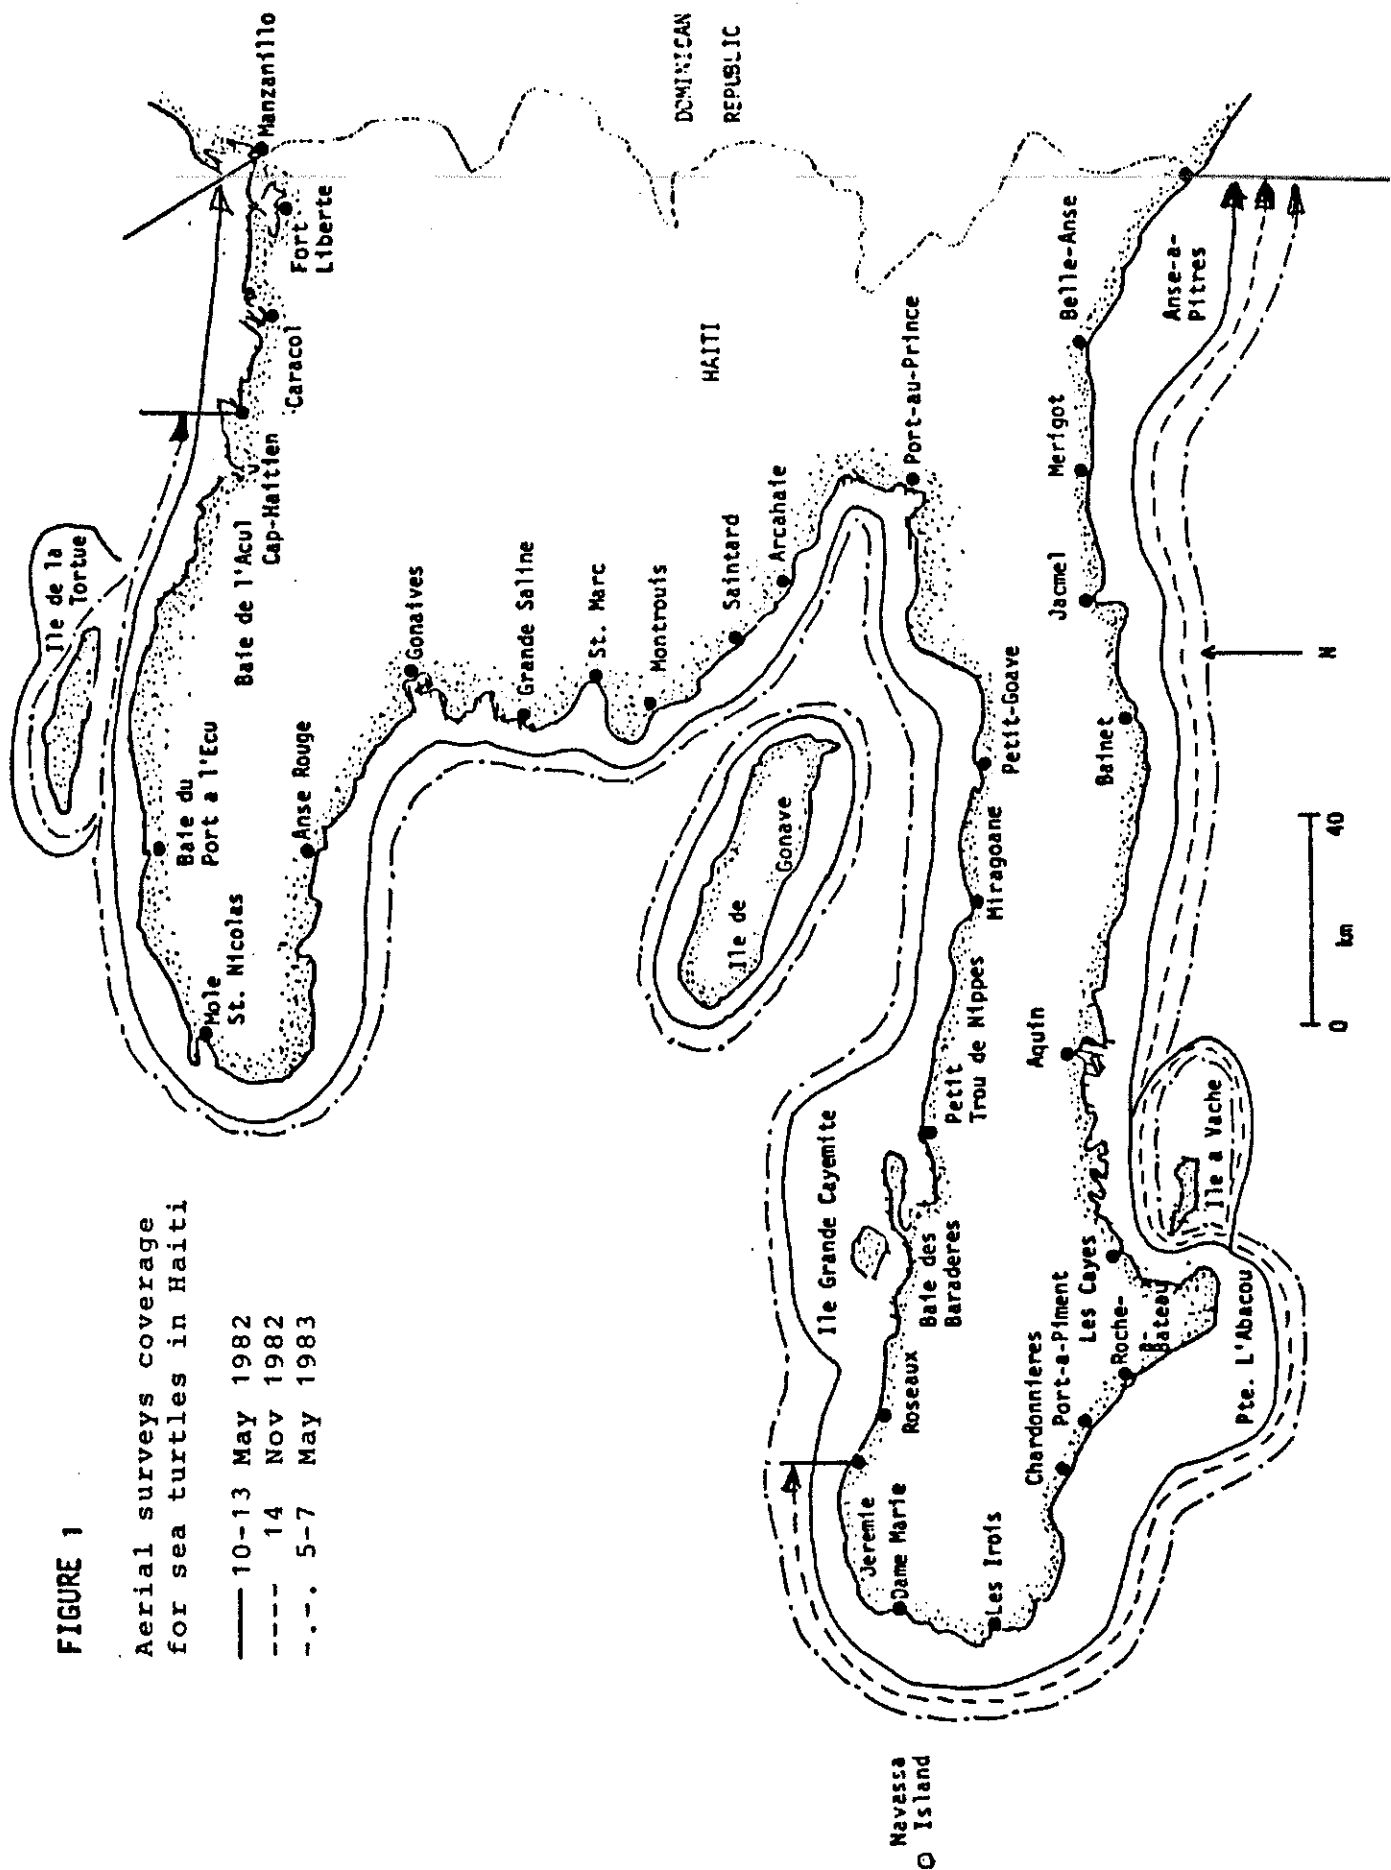 FIGURE 1
Aerial surveys coverage
for sea turtles in Haiti
—— 10-13 May 1982
---- 14 Nov 1982
-.-. 5-7 May 1983
Ile de la
Tortue
Manzanillo
Fort
Liberte
Caracol
Cap-Haitien
Baie de l'Acul
Baie du
Port a l'Ecu
Mole
St. Nicolas
Anse Rouge
Gonaives
Grande Saline
St. Marc
Montrouis
Saintard
Arcahaie
Port-au-Prince
HAITI
DOMINICAN
REPUBLIC
Ile de
Gonave
Petit-Goave
Miragoane
Petit
Trou de Nippes
Ile Grande Cayemite
Baie des
Baraderes
Roseaux
Jeremie
Dame Marie
Les Irois
Navassa
Island
Chardonnieres
Port-a-Piment
Roche-
a-
Bateau
Les Cayes
Pte. L'Abacou
Ile a Vache
Aquin
Bainet
Jacmel
Merigot
Belle-Anse
Anse-a-
Pitres
N
0
40
km